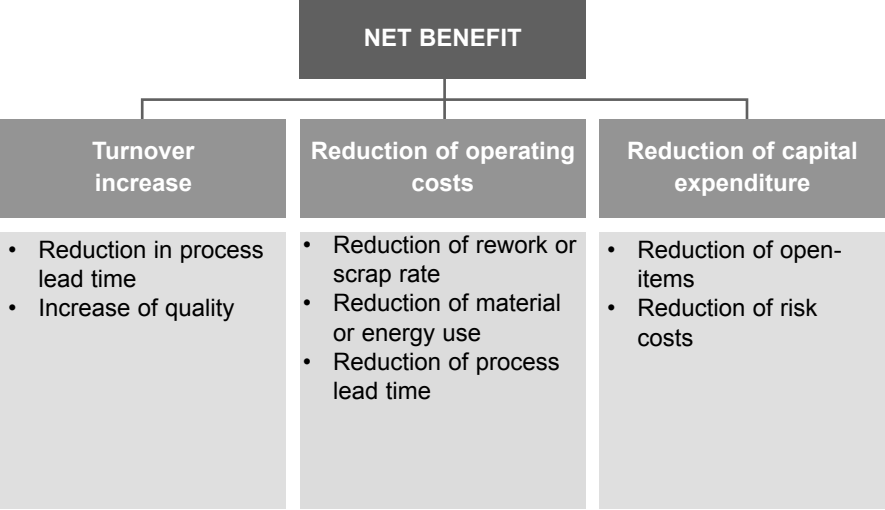 NET BENEFIT
Turnover
increase
• Reduction in process
lead time
• Increase of quality
Reduction of operating
costs
• Reduction of rework or
scrap rate
• Reduction of material
or energy use
• Reduction of process
lead time
Reduction of capital
expenditure
• Reduction of open-
items
• Reduction of risk
costs